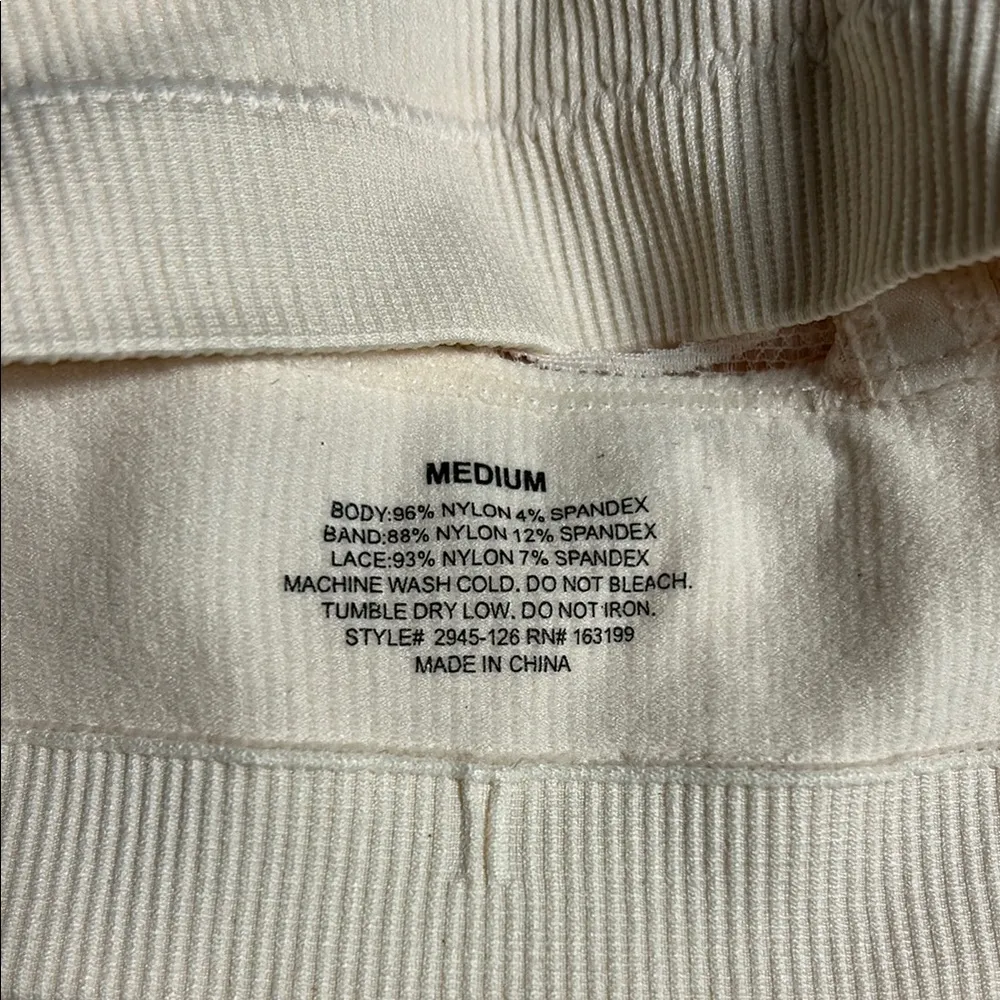 MEDIUM
BODY:96% NYLON 4% SPANDEX
BAND:88% NYLON 12% SPANDEX
LACE:93% NYLON 7% SPANDEX
MACHINE WASH COLD. DO NOT BLEACH.
TUMBLE DRY LOW. DO NOT IRON.
STYLE# 2945-126 RN# 163199
MADE IN CHINA